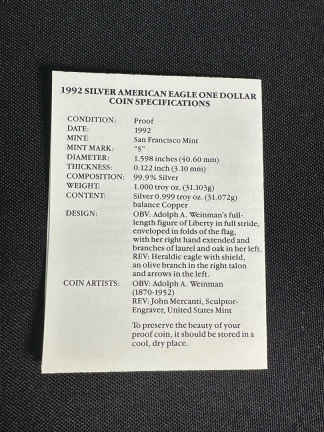 1992 SILVER AMERICAN EAGLE ONE DOLLAR
COIN SPECIFICATIONS
CONDITION: Proof
DATE: 1992
MINT: San Francisco Mint
MINT MARK: "S"
DIAMETER: 1.598 inches (40.60 mm)
THICKNESS: 0.122 inch (3.10 mm)
COMPOSITION: 99.9% Silver
WEIGHT: 1.000 troy oz. (31.103g)
CONTENT: Silver 0.999 troy oz. (31.072g)
balance Copper
DESIGN: OBV: Adolph A. Weinman's full-
length figure of Liberty in full stride,
enveloped in folds of the flag,
with her right hand extended and
branches of laurel and oak in her left.
REV: Heraldic eagle with shield,
an olive branch in the right talon
and arrows in the left.
COIN ARTISTS: OBV: Adolph A. Weinman
(1870-1952)
REV: John Mercanti, Sculptor-
Engraver, United States Mint
To preserve the beauty of your
proof coin, it should be stored in a
cool, dry place.